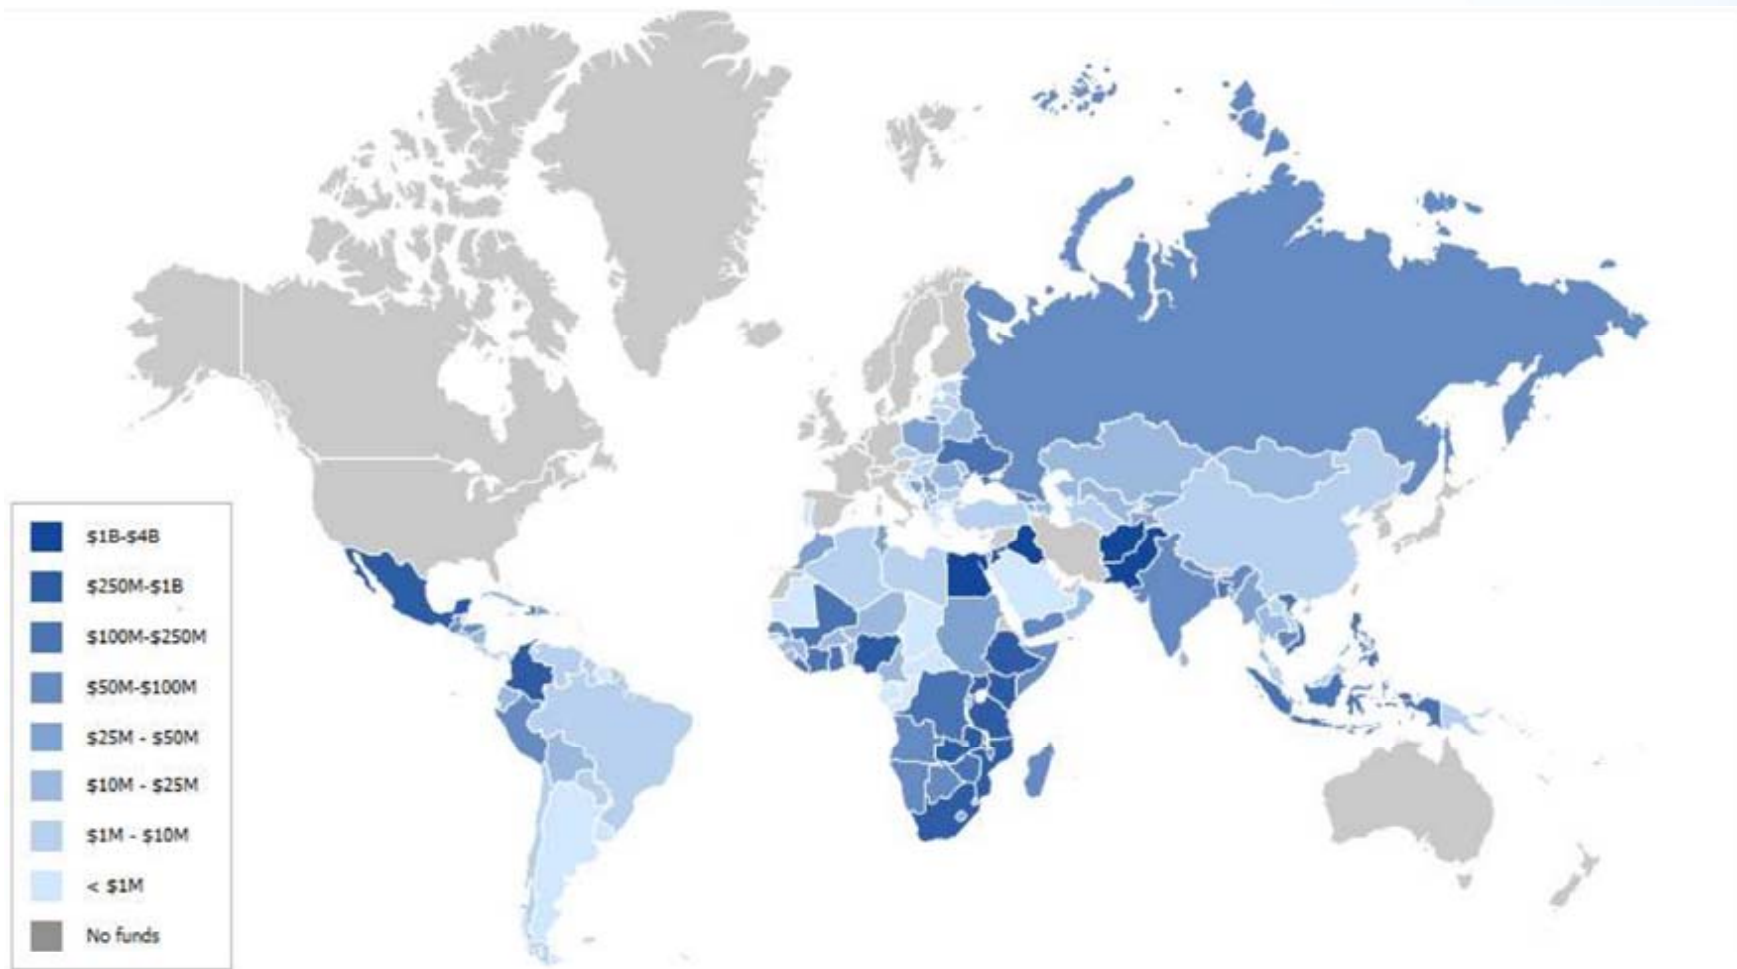 $1B-$4B
$250M-$1B
$100M-$250M
$50M-$100M
$25M - $50M
$10M - $25M
$1M - $10M
< $1M
No funds